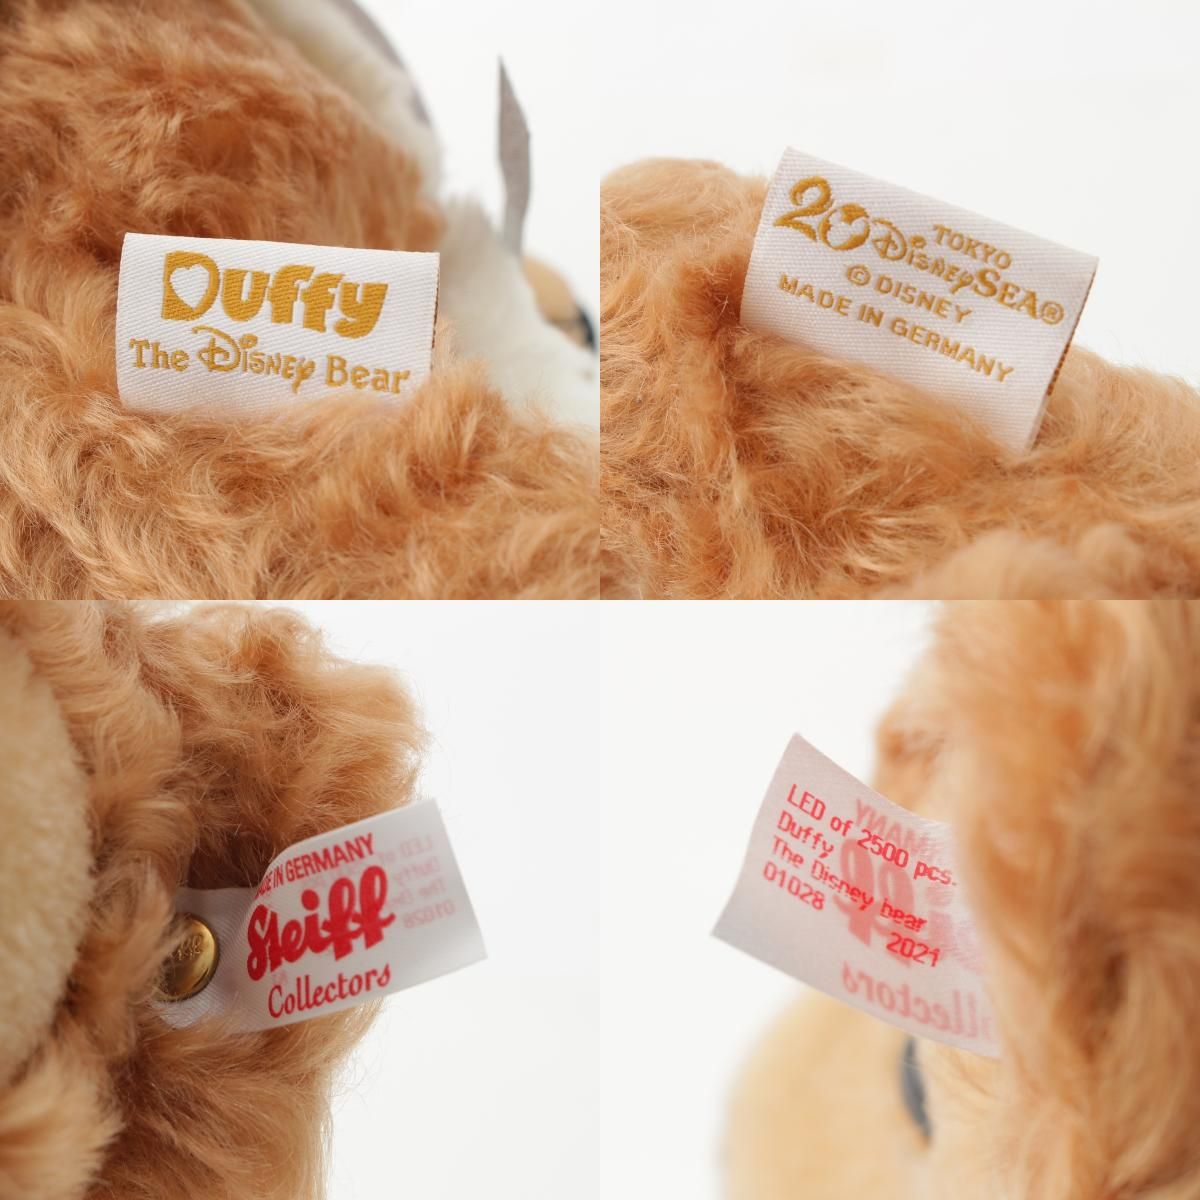 Duffy
The Disney Bear
20 TOKYO
DisneySEA®
© DISNEY
MADE IN GERMANY
MADE IN GERMANY
Steiff
Collectors
LED of 2500 pcs.
Duffy
The Disney bear
01028
2021